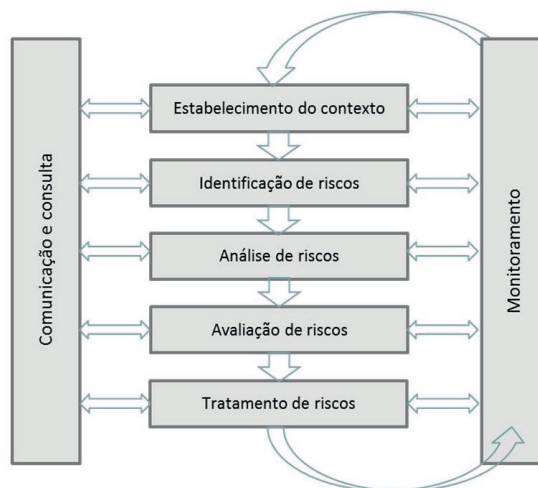 Comunicação e consulta
Estabelecimento do contexto
Identificação de riscos
Análise de riscos
Avaliação de riscos
Tratamento de riscos
Monitoramento